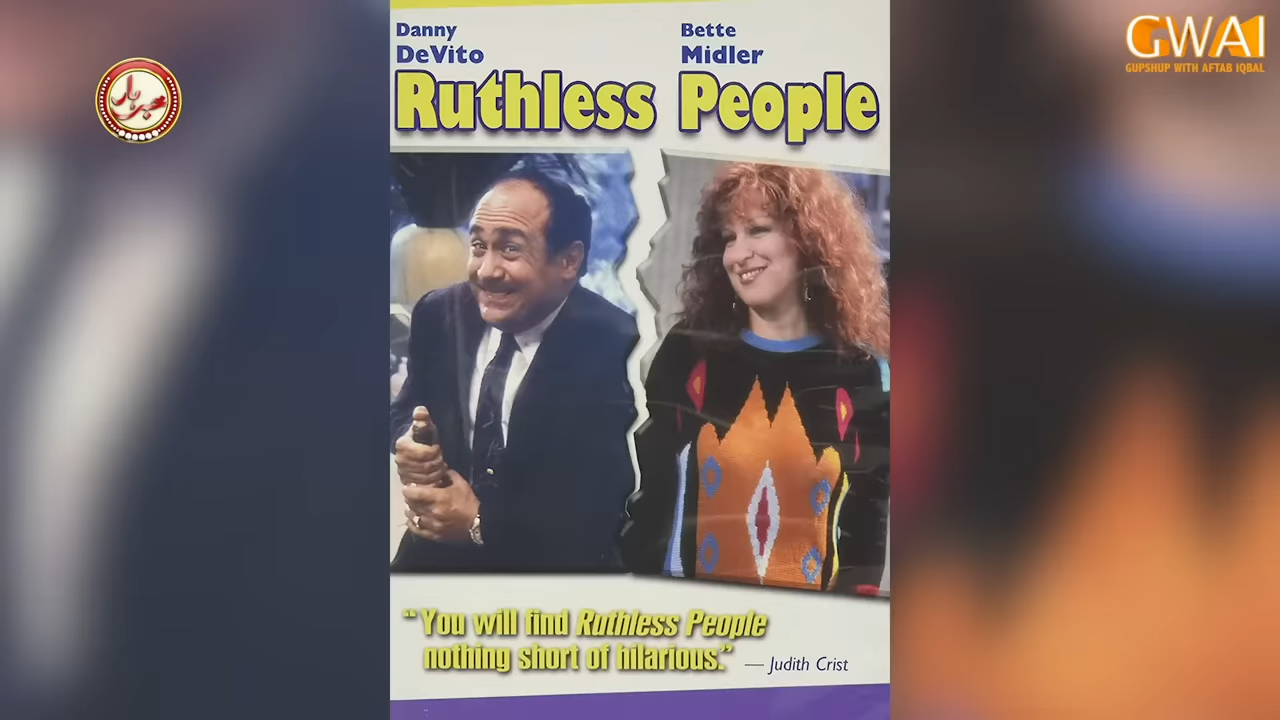 Danny
DeVito
Bette
Midler
Ruthless People
"You will find Ruthless People
nothing short of hilarious."
— Judith Crist
GWAI
GUPSHUP WITH AFTAB IQBAL
خبرہار